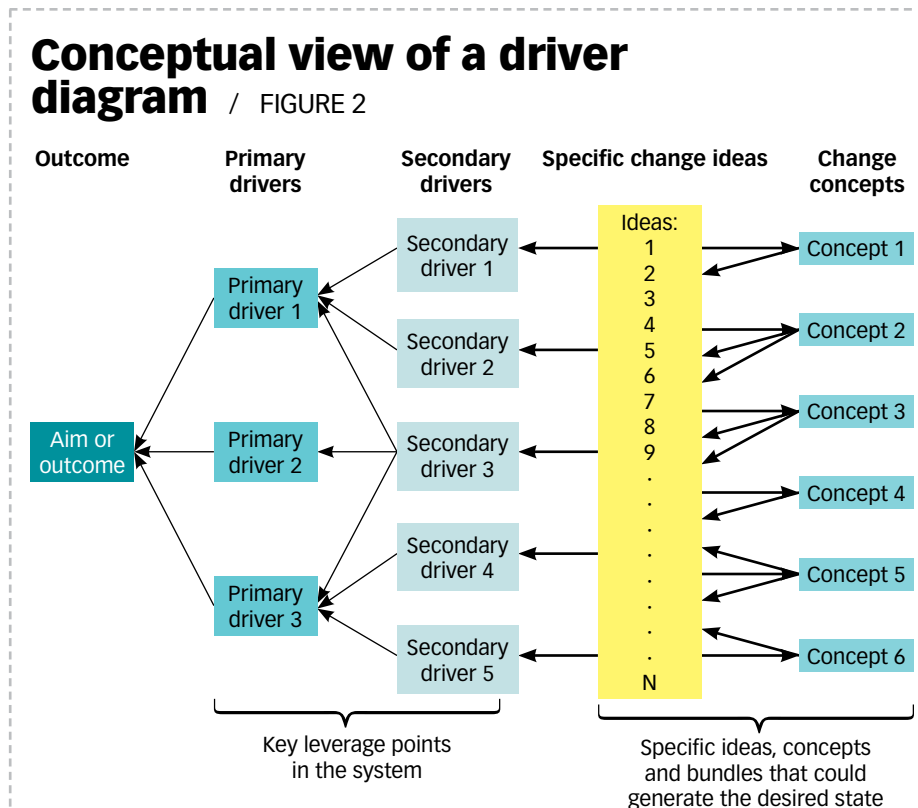 Conceptual view of a driver
diagram / FIGURE 2
Outcome
Primary
drivers
Secondary
drivers
Specific change ideas
Change
concepts
Aim or
outcome
Primary
driver 1
Primary
driver 2
Primary
driver 3
Secondary
driver 1
Secondary
driver 2
Secondary
driver 3
Secondary
driver 4
Secondary
driver 5
Ideas:
1
2
3
4
5
6
7
8
9
.
.
.
.
.
.
.
.
N
Concept 1
Concept 2
Concept 3
Concept 4
Concept 5
Concept 6
Key leverage points
in the system
Specific ideas, concepts
and bundles that could
generate the desired state